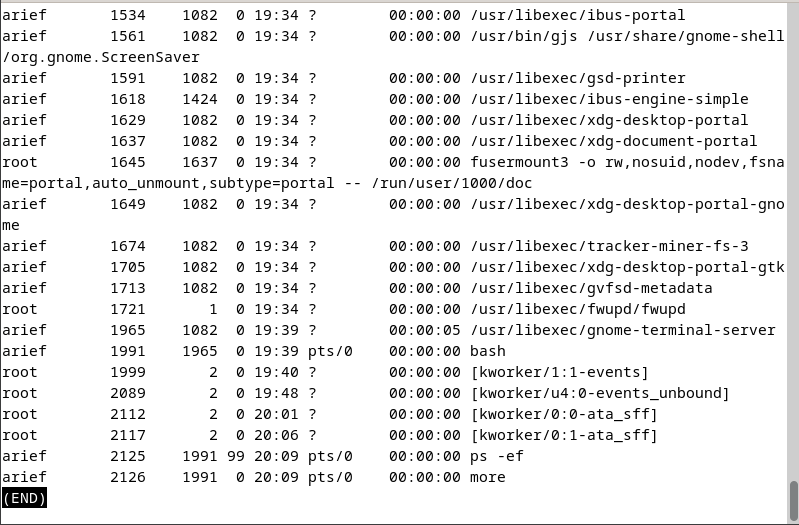 arief       1534    1082  0 19:34 ?        00:00:00 /usr/libexec/ibus-portal
arief       1561    1082  0 19:34 ?        00:00:00 /usr/bin/gjs /usr/share/gnome-shell
/org.gnome.ScreenSaver
arief       1591    1082  0 19:34 ?        00:00:00 /usr/libexec/gsd-printer
arief       1618    1424  0 19:34 ?        00:00:00 /usr/libexec/ibus-engine-simple
arief       1629    1082  0 19:34 ?        00:00:00 /usr/libexec/xdg-desktop-portal
arief       1637    1082  0 19:34 ?        00:00:00 /usr/libexec/xdg-document-portal
root        1645    1637  0 19:34 ?        00:00:00 fusermount3 -o rw,nosuid,nodev,fsna
me=portal,auto_unmount,subtype=portal -- /run/user/1000/doc
arief       1649    1082  0 19:34 ?        00:00:00 /usr/libexec/xdg-desktop-portal-gno
me
arief       1674    1082  0 19:34 ?        00:00:00 /usr/libexec/tracker-miner-fs-3
arief       1705    1082  0 19:34 ?        00:00:00 /usr/libexec/xdg-desktop-portal-gtk
arief       1713    1082  0 19:34 ?        00:00:00 /usr/libexec/gvfsd-metadata
root        1721       1  0 19:34 ?        00:00:00 /usr/libexec/fwupd/fwupd
arief       1965    1082  0 19:39 ?        00:00:05 /usr/libexec/gnome-terminal-server
arief       1991    1965  0 19:39 pts/0    00:00:00 bash
root        1999       2  0 19:40 ?        00:00:00 [kworker/1:1-events]
root        2089       2  0 19:48 ?        00:00:00 [kworker/u4:0-events_unbound]
root        2112       2  0 20:01 ?        00:00:00 [kworker/0:0-ata_sff]
root        2117       2  0 20:06 ?        00:00:00 [kworker/0:1-ata_sff]
arief       2125    1991 99 20:09 pts/0    00:00:00 ps -ef
arief       2126    1991  0 20:09 pts/0    00:00:00 more
(END)